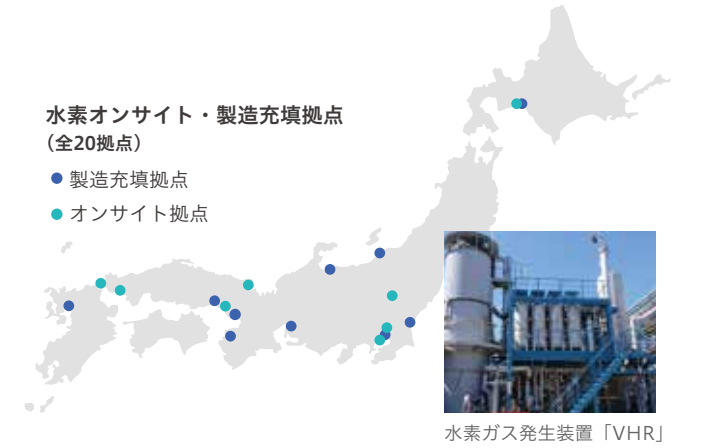 水素オンサイト・製造充填拠点
（全20拠点）
製造充填拠点
オンサイト拠点
水素ガス発生装置「VHR」